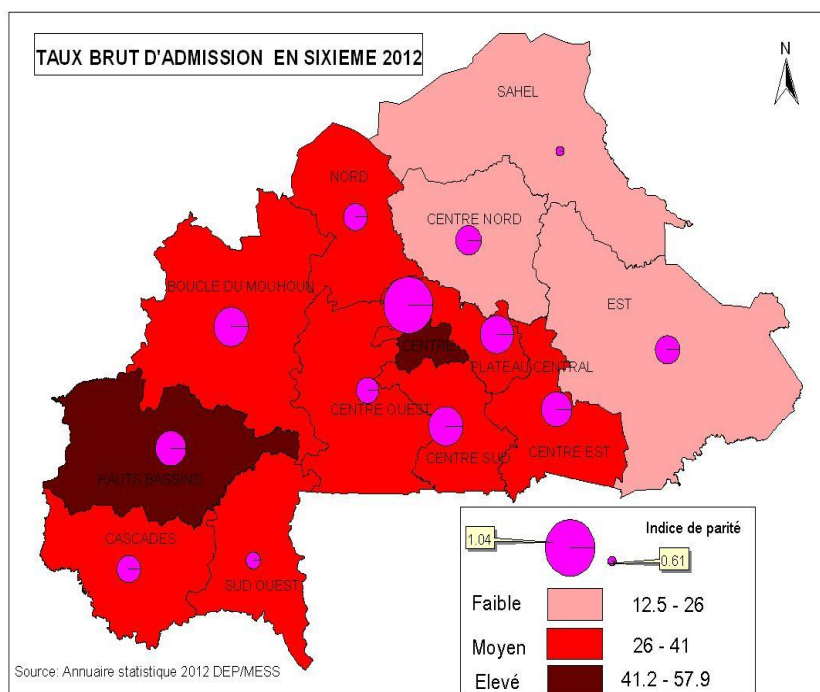 TAUX BRUT D'ADMISSION EN SIXIEME 2012
N
SAHEL
NORD
CENTRE NORD
BOUCLE DU MOUHOUN
EST
CENTRE
PLATEAU CENTRAL
CENTRE OUEST
CENTRE SUD
CENTRE EST
HAUTS BASSINS
CASCADES
SUD OUEST
Indice de parité
1.04
0.61
Faible 12.5 - 26
Moyen 26 - 41
Elevé 41.2 - 57.9
Source: Annuaire statistique 2012 DEP/MESS